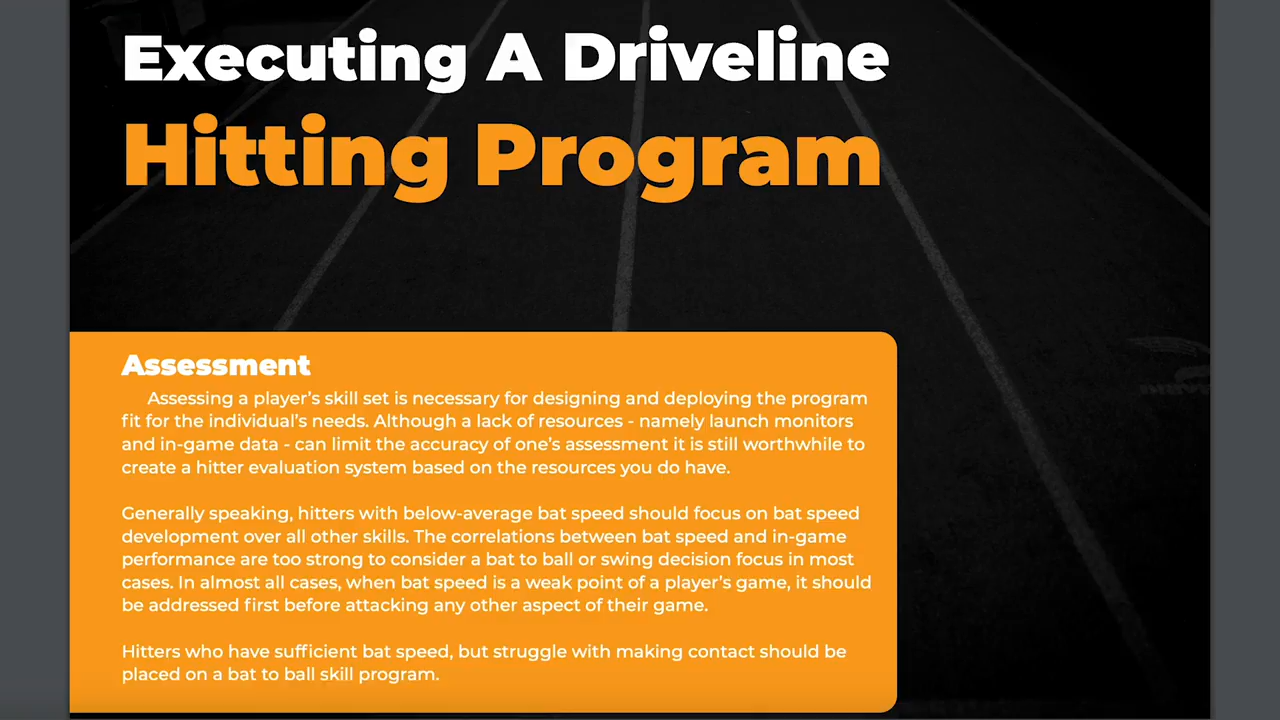 Executing A Driveline
Hitting Program
Assessment
Assessing a player's skill set is necessary for designing and deploying the program
fit for the individual's needs. Although a lack of resources - namely launch monitors
and in-game data - can limit the accuracy of one's assessment it is still worthwhile to
create a hitter evaluation system based on the resources you do have.
Generally speaking, hitters with below-average bat speed should focus on bat speed
development over all other skills. The correlations between bat speed and in-game
performance are too strong to consider a bat to ball or swing decision focus in most
cases. In almost all cases, when bat speed is a weak point of a player's game, it should
be addressed first before attacking any other aspect of their game.
Hitters who have sufficient bat speed, but struggle with making contact should be
placed on a bat to ball skill program.